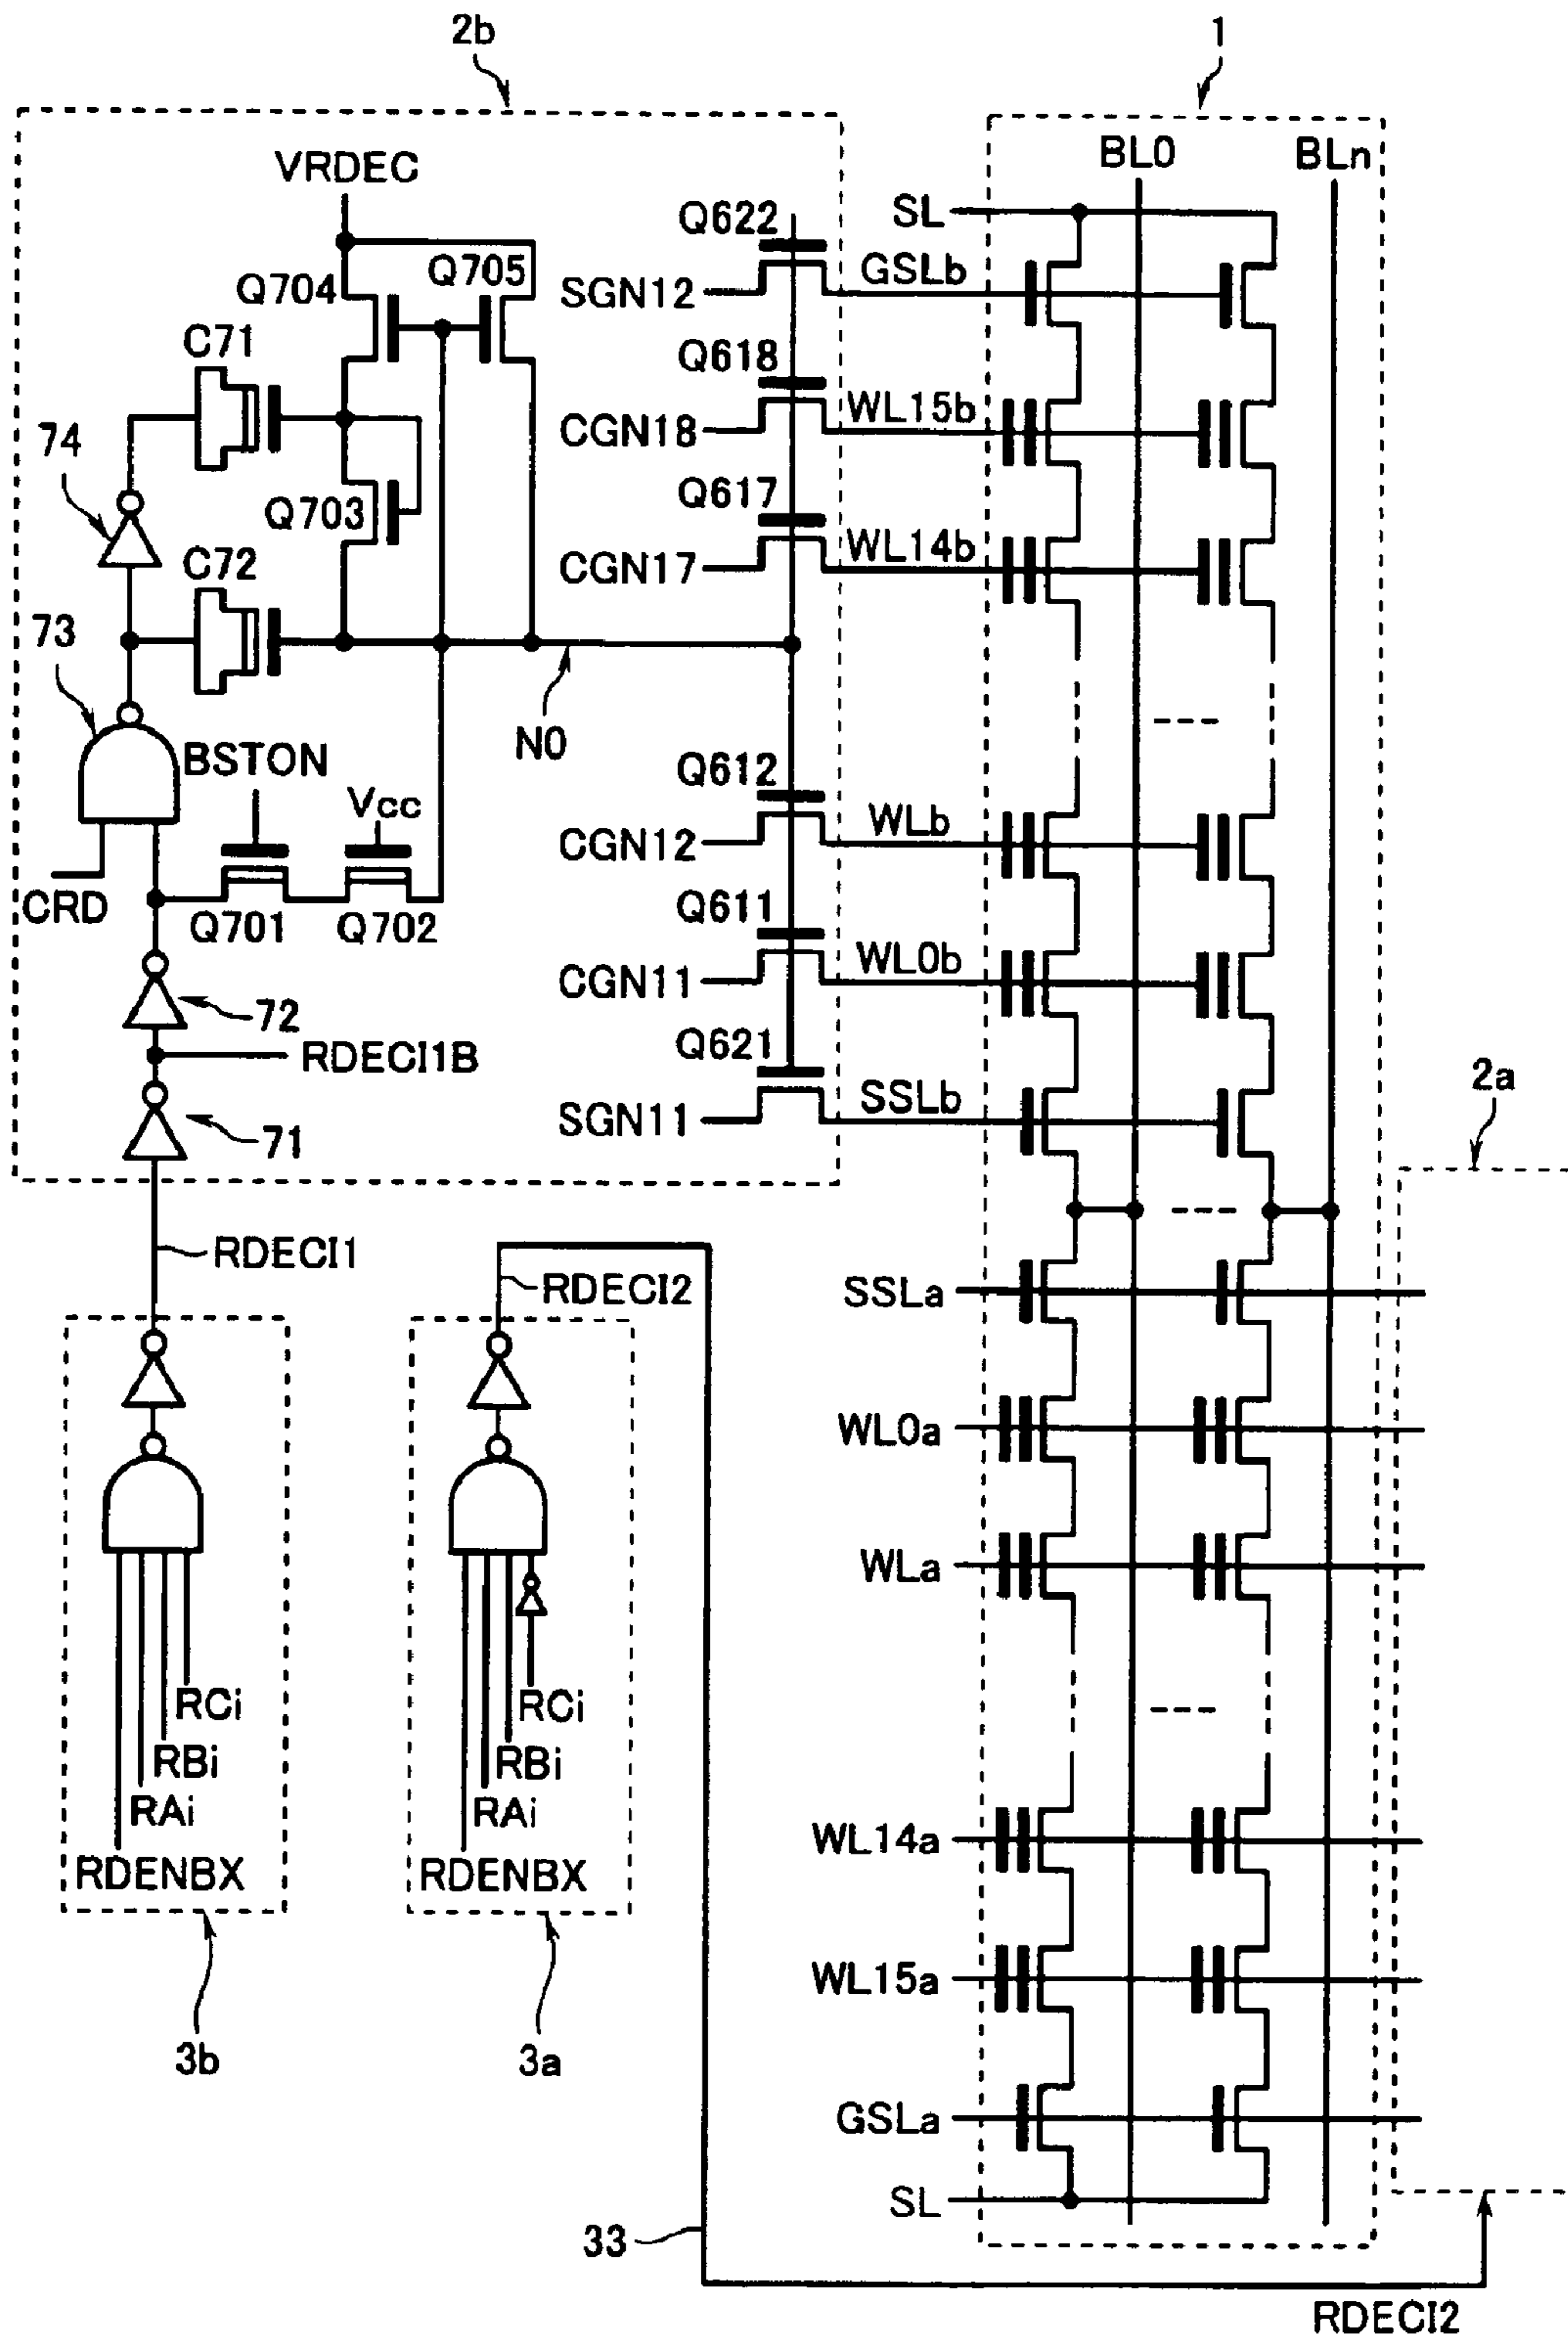 2b
1
VRDEC
BL0
BLn
Q622
SL
Q704
Q705
SGN12
GSLb
C71
Q618
74
CGN18
WL15b
Q703
Q617
C72
CGN17
WL14b
73
BSTON
N0
Q612
Vcc
CGN12
WLb
CRD
Q701
Q702
Q611
CGN11
WL0b
72
RDECI1B
Q621
2a
71
SGN11
SSLb
RDECI1
RDECI2
SSLa
WL0a
WLa
RCi
RCi
RBi
RBi
RAi
RAi
WL14a
RDENBX
RDENBX
WL15a
3b
3a
GSLa
SL
33
RDECI2